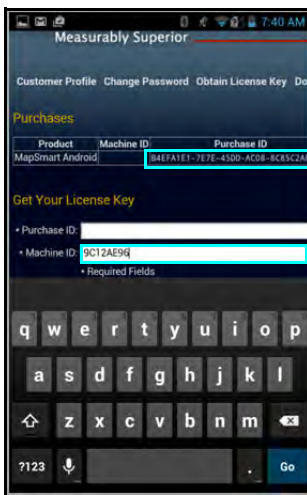 7:40 AM
Measurably Superior
Customer Profile Change Password Obtain License Key Do
Purchases
Product Machine ID Purchase ID
MapSmart Android B4EFA1E1-7E7E-45DD-AC08-8C85C2A
Get Your License Key
• Purchase ID:
• Machine ID: 9C12AE96
• Required Fields
q w e r t y u i o p
a s d f g h j k l
z x c v b n m
?123 . Go